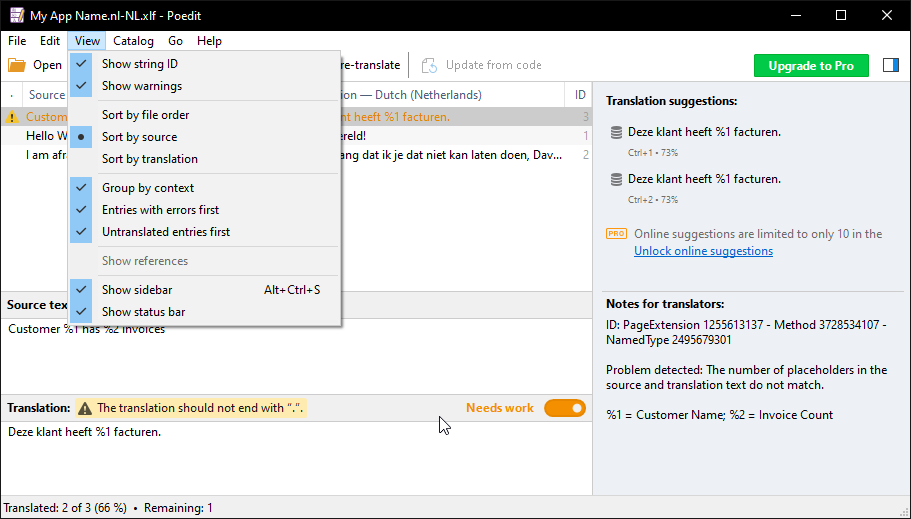 My App Name.nl-NL.xlf - Poedit
File Edit View Catalog Go Help
Open
re-translate
Update from code
Upgrade to Pro
Show string ID
Show warnings
Sort by file order
Sort by source
Sort by translation
Group by context
Entries with errors first
Untranslated entries first
Show references
Show sidebar Alt+Ctrl+S
Show status bar
Source
ion — Dutch (Netherlands) ID
Custom
ant heeft %1 facturen. 3
Hello W
ereld! 1
I am afra
ang dat ik je dat niet kan laten doen, Dav... 2
Source tex
Customer %1 has %2 invoices
Translation: The translation should not end with “.”. Needs work
Deze klant heeft %1 facturen.
Translation suggestions:
Deze klant heeft %1 facturen.
Ctrl+1 • 73%
Deze klant heeft %1 facturen.
Ctrl+2 • 73%
PRO Online suggestions are limited to only 10 in the
Unlock online suggestions
Notes for translators:
ID: PageExtension 1255613137 - Method 3728534107 -
NamedType 2495679301
Problem detected: The number of placeholders in the
source and translation text do not match.
%1 = Customer Name; %2 = Invoice Count
Translated: 2 of 3 (66 %) • Remaining: 1